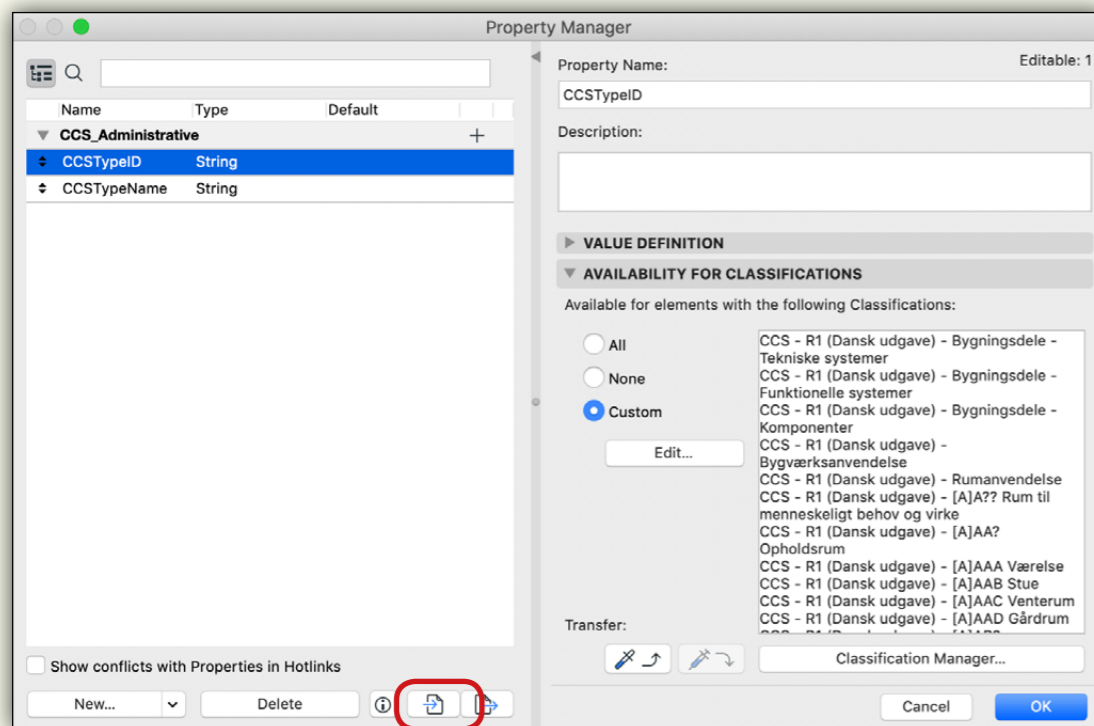 Property Manager
Name Type Default
CCS_Administrative
CCSTypeID String
CCSTypeName String
Show conflicts with Properties in Hotlinks
New...
Delete
Editable: 1
Property Name:
CCSTypeID
Description:
VALUE DEFINITION
AVAILABILITY FOR CLASSIFICATIONS
Available for elements with the following Classifications:
All
None
Custom
Edit...
CCS - R1 (Dansk udgave) - Bygningsdele -
Tekniske systemer
CCS - R1 (Dansk udgave) - Bygningsdele -
Funktionelle systemer
CCS - R1 (Dansk udgave) - Bygningsdele -
Komponenter
CCS - R1 (Dansk udgave) -
Bygværksanvendelse
CCS - R1 (Dansk udgave) - Rumanvendelse
CCS - R1 (Dansk udgave) - [A]A?? Rum til
menneskeligt behov og virke
CCS - R1 (Dansk udgave) - [A]AA?
Opholdsrum
CCS - R1 (Dansk udgave) - [A]AAA Værelse
CCS - R1 (Dansk udgave) - [A]AAB Stue
CCS - R1 (Dansk udgave) - [A]AAC Venterum
CCS - R1 (Dansk udgave) - [A]AAD Gårdrum
Transfer:
Classification Manager...
Cancel
OK